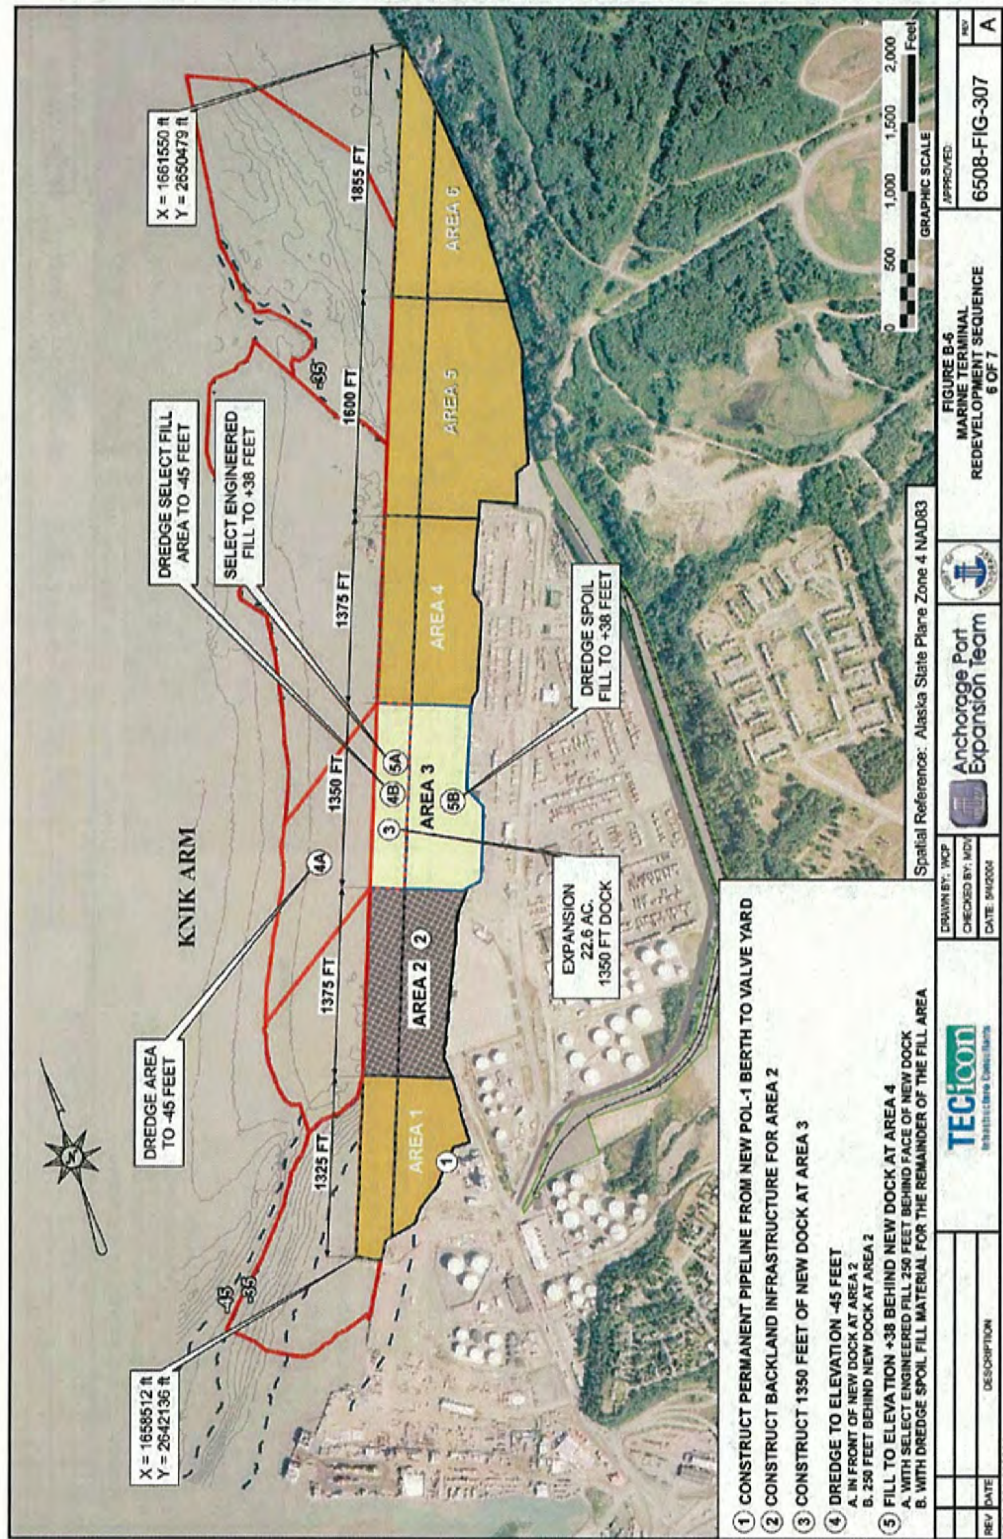 KNIK ARM
N
X = 1658512 ft
Y = 2642136 ft
X = 1661550 ft
Y = 2650479 ft
DREDGE AREA
TO -45 FEET
DREDGE SELECT FILL
AREA TO -45 FEET
SELECT ENGINEERED
FILL TO +38 FEET
-45
-35
-35
1325 FT
1375 FT
1350 FT
1375 FT
1600 FT
1855 FT
4A
AREA 1
1
AREA 2
2
3
4B
5A
AREA 3
5B
AREA 4
AREA 5
AREA 6
EXPANSION
22.6 AC.
1350 FT DOCK
DREDGE SPOIL
FILL TO +38 FEET
1 CONSTRUCT PERMANENT PIPELINE FROM NEW POL-1 BERTH TO VALVE YARD
2 CONSTRUCT BACKLAND INFRASTRUCTURE FOR AREA 2
3 CONSTRUCT 1350 FEET OF NEW DOCK AT AREA 3
4 DREDGE TO ELEVATION -45 FEET
A. IN FRONT OF NEW DOCK AT AREA 2
B. 250 FEET BEHIND NEW DOCK AT AREA 2
5 FILL TO ELEVATION +38 BEHIND NEW DOCK AT AREA 4
A. WITH SELECT ENGINEERED FILL 250 FEET BEHIND FACE OF NEW DOCK
B. WITH DREDGE SPOIL FILL MATERIAL FOR THE REMAINDER OF THE FILL AREA
0 500 1,000 1,500 2,000
Feet
GRAPHIC SCALE
Spatial Reference: Alaska State Plane Zone 4 NAD83
REV DATE DESCRIPTION
TECicon
Infrastructure Consultants
DRAWN BY: WCP
CHECKED BY: MDV
DATE:
Anchorage Port
Expansion Team
FIGURE B-6
MARINE TERMINAL
REDEVELOPMENT SEQUENCE
6 OF 7
APPROVED:
6508-FIG-307
REV
A